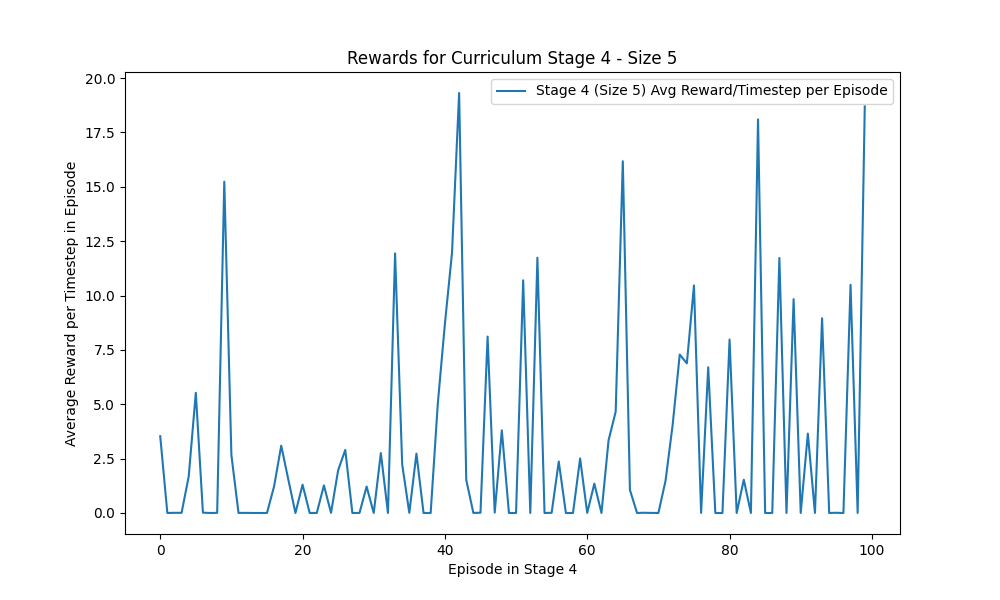 Rewards for Curriculum Stage 4 - Size 5
Stage 4 (Size 5) Avg Reward/Timestep per Episode
Average Reward per Timestep in Episode
20.0
17.5
15.0
12.5
10.0
7.5
5.0
2.5
0.0
0 20 40 60 80 100
Episode in Stage 4